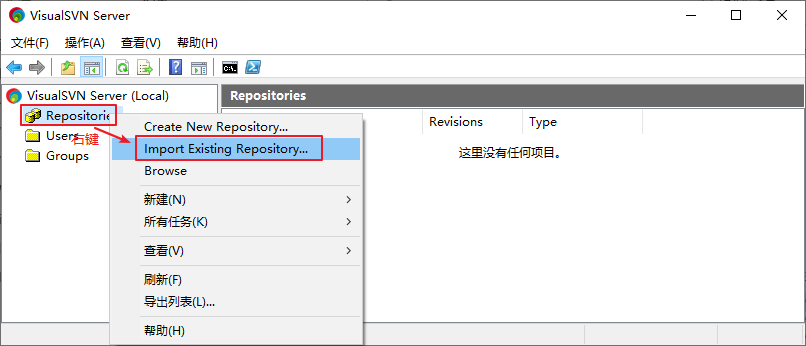 VisualSVN Server
文件(F) 操作(A) 查看(V) 帮助(H)
VisualSVN Server (Local)
Repositorie
Users
Groups
右键
Repositories
Revisions Type
这里没有任何项目。
Create New Repository...
Import Existing Repository...
Browse
新建(N)
所有任务(K)
查看(V)
刷新(F)
导出列表(L)...
帮助(H)